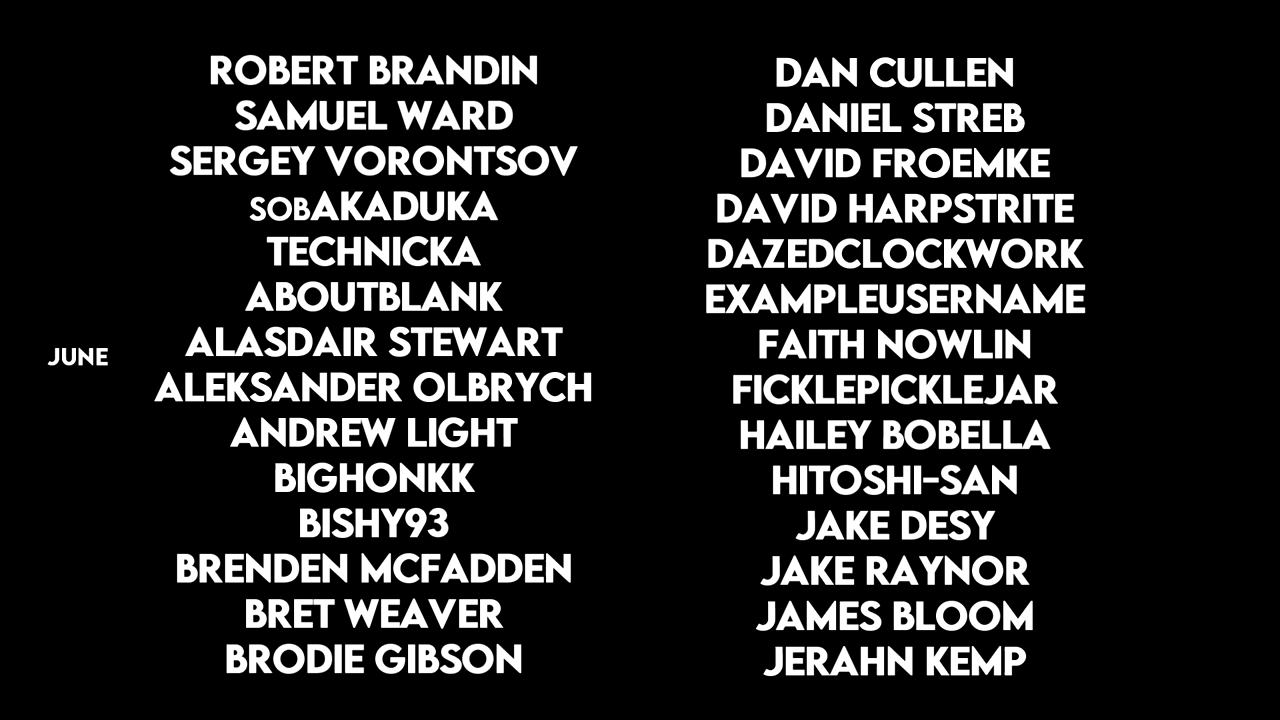 JUNE
ROBERT BRANDIN
SAMUEL WARD
SERGEY VORONTSOV
SOBAKADUKA
TECHNICKA
ABOUTBLANK
ALASDAIR STEWART
ALEKSANDER OLBRYCH
ANDREW LIGHT
BIGHONKK
BISHY93
BRENDEN MCFADDEN
BRET WEAVER
BRODIE GIBSON
DAN CULLEN
DANIEL STREB
DAVID FROEMKE
DAVID HARPSTRITE
DAZEDCLOCKWORK
EXAMPLEUSERNAME
FAITH NOWLIN
FICKLEPICKLEJAR
HAILEY BOBELLA
HITOSHI-SAN
JAKE DESY
JAKE RAYNOR
JAMES BLOOM
JERAHN KEMP